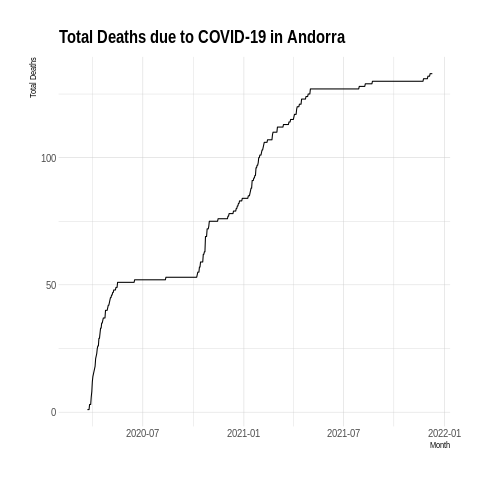 Total Deaths due to COVID-19 in Andorra
Total Deaths
100
50
0
2020-07 2021-01 2021-07 2022-01
Month